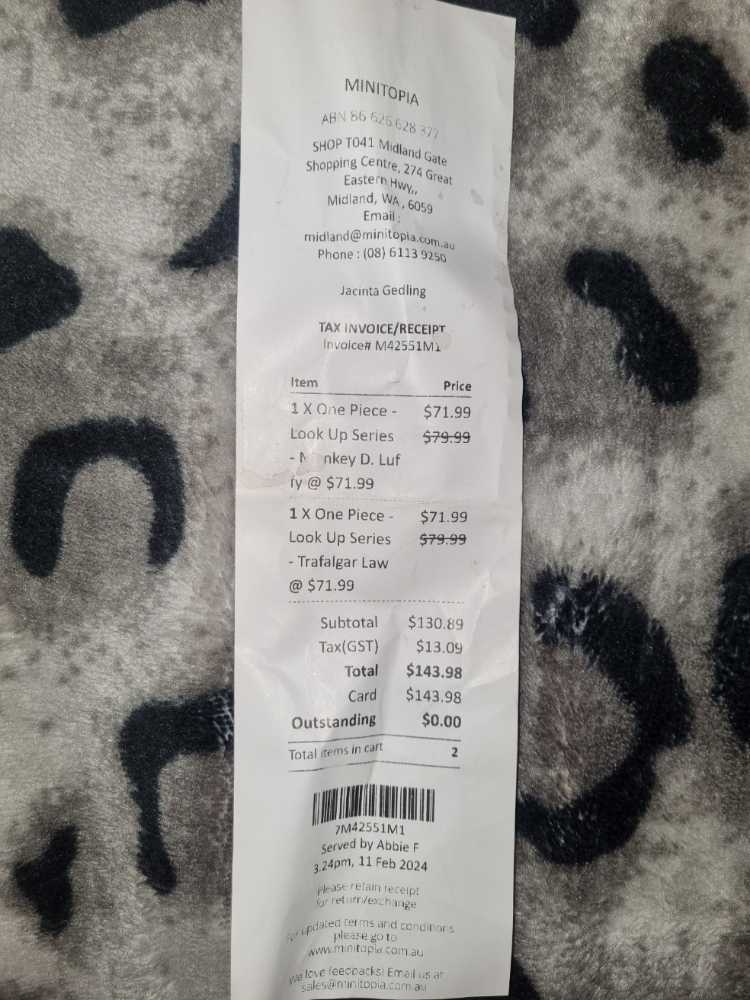 MINITOPIA
ABN 86 626 628 377
SHOP T041 Midland Gate
Shopping Centre, 274 Great
Eastern Hwy,,
Midland, WA, 6059
Email :
midland@minitopia.com.au
Phone : (08) 6113 9250
Jacinta Gedling
TAX INVOICE/RECEIPT
Invoice# M42551M1
Item Price
1 X One Piece - $71.99
Look Up Series $79.99
- M nkey D. Luf
fy @ $71.99
1 X One Piece - $71.99
Look Up Series $79.99
- Trafalgar Law
@ $71.99
Subtotal $130.89
Tax(GST) $13.09
Total $143.98
Card $143.98
Outstanding $0.00
Total items in cart 2
7M42551M1
Served by Abbie F
3.24pm, 11 Feb 2024
Please retain receipt
for return/exchange
For updated terms and conditions
please go to
www.minitopia.com.au
We love feedbacks! Email us at
sales@minitopia.com.au